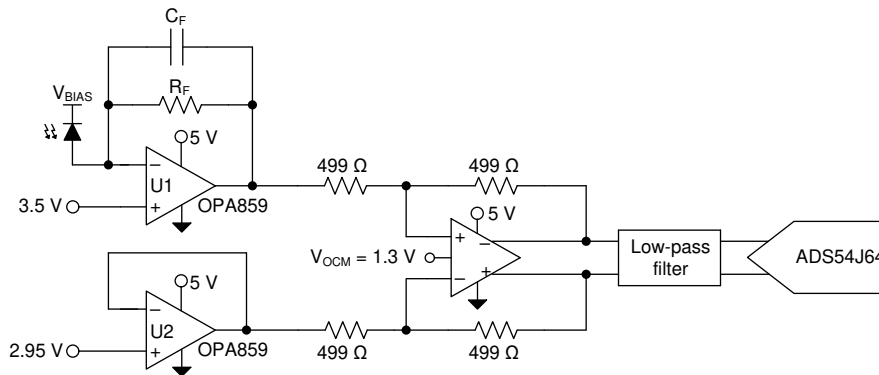 C_F
R_F
V_BIAS
5 V
−
U1
+
OPA859
3.5 V
499 Ω
499 Ω
5 V
+
−
V_OCM = 1.3 V
−
+
Low-pass
filter
ADS54J64
5 V
−
U2
+
OPA859
2.95 V
499 Ω
499 Ω